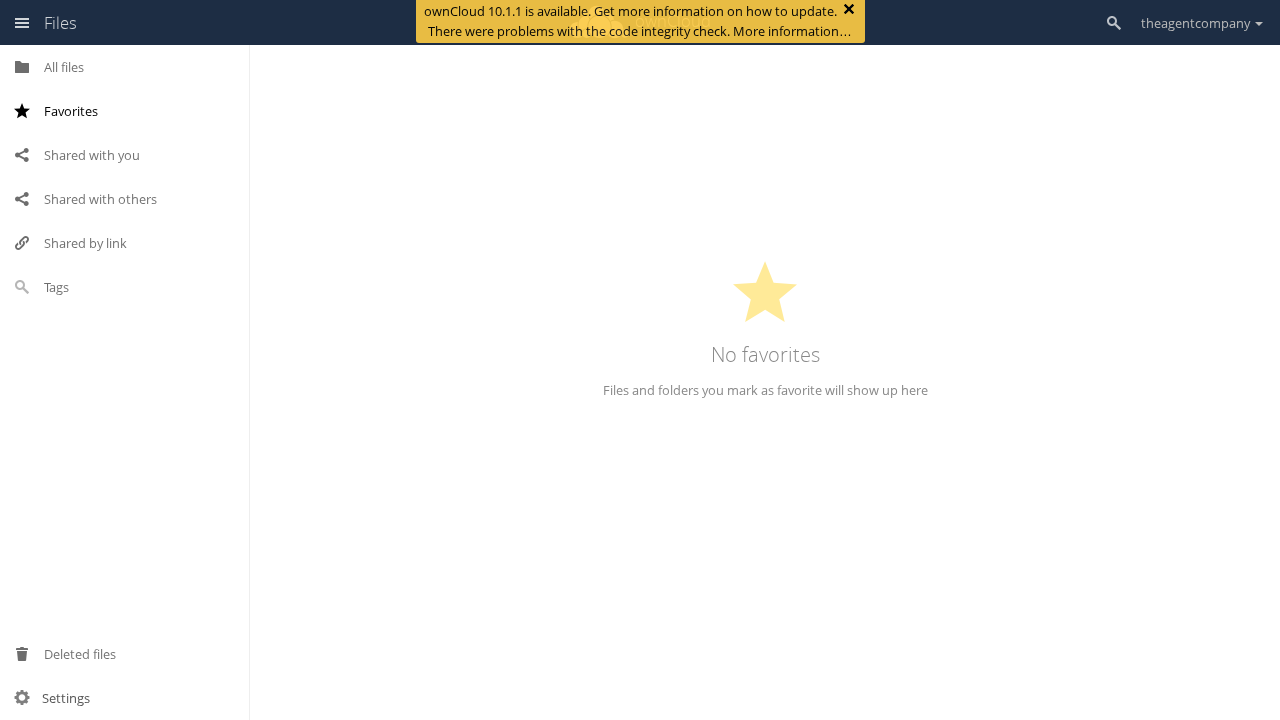 Files
ownCloud 10.1.1 is available. Get more information on how to update.
There were problems with the code integrity check. More information…
ownCloud
theagentcompany
All files
Favorites
Shared with you
Shared with others
Shared by link
Tags
No favorites
Files and folders you mark as favorite will show up here
Deleted files
Settings